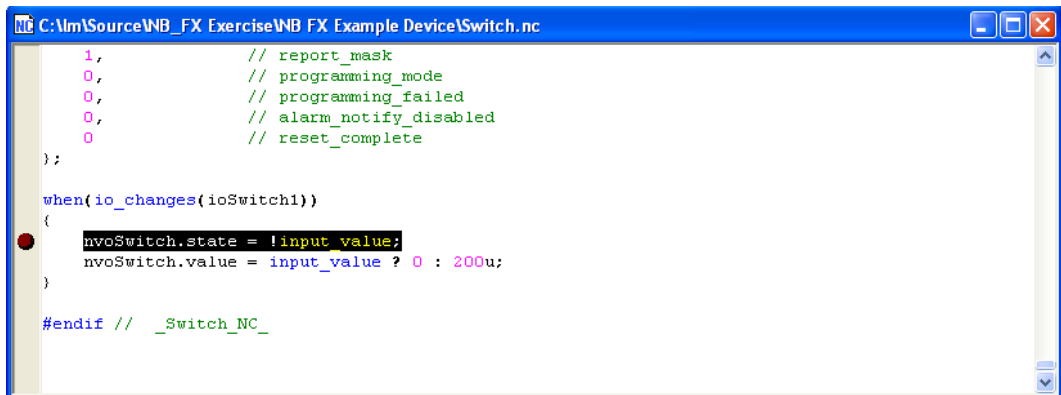 NC C:\lm\Source\NB_FX Exercise\NB FX Example Device\Switch.nc
1, // report_mask
0, // programming_mode
0, // programming_failed
0, // alarm_notify_disabled
0 // reset_complete
};
when(io_changes(ioSwitch1))
{
nvoSwitch.state = !input_value;
nvoSwitch.value = input_value ? 0 : 200u;
}
#endif // _Switch_NC_